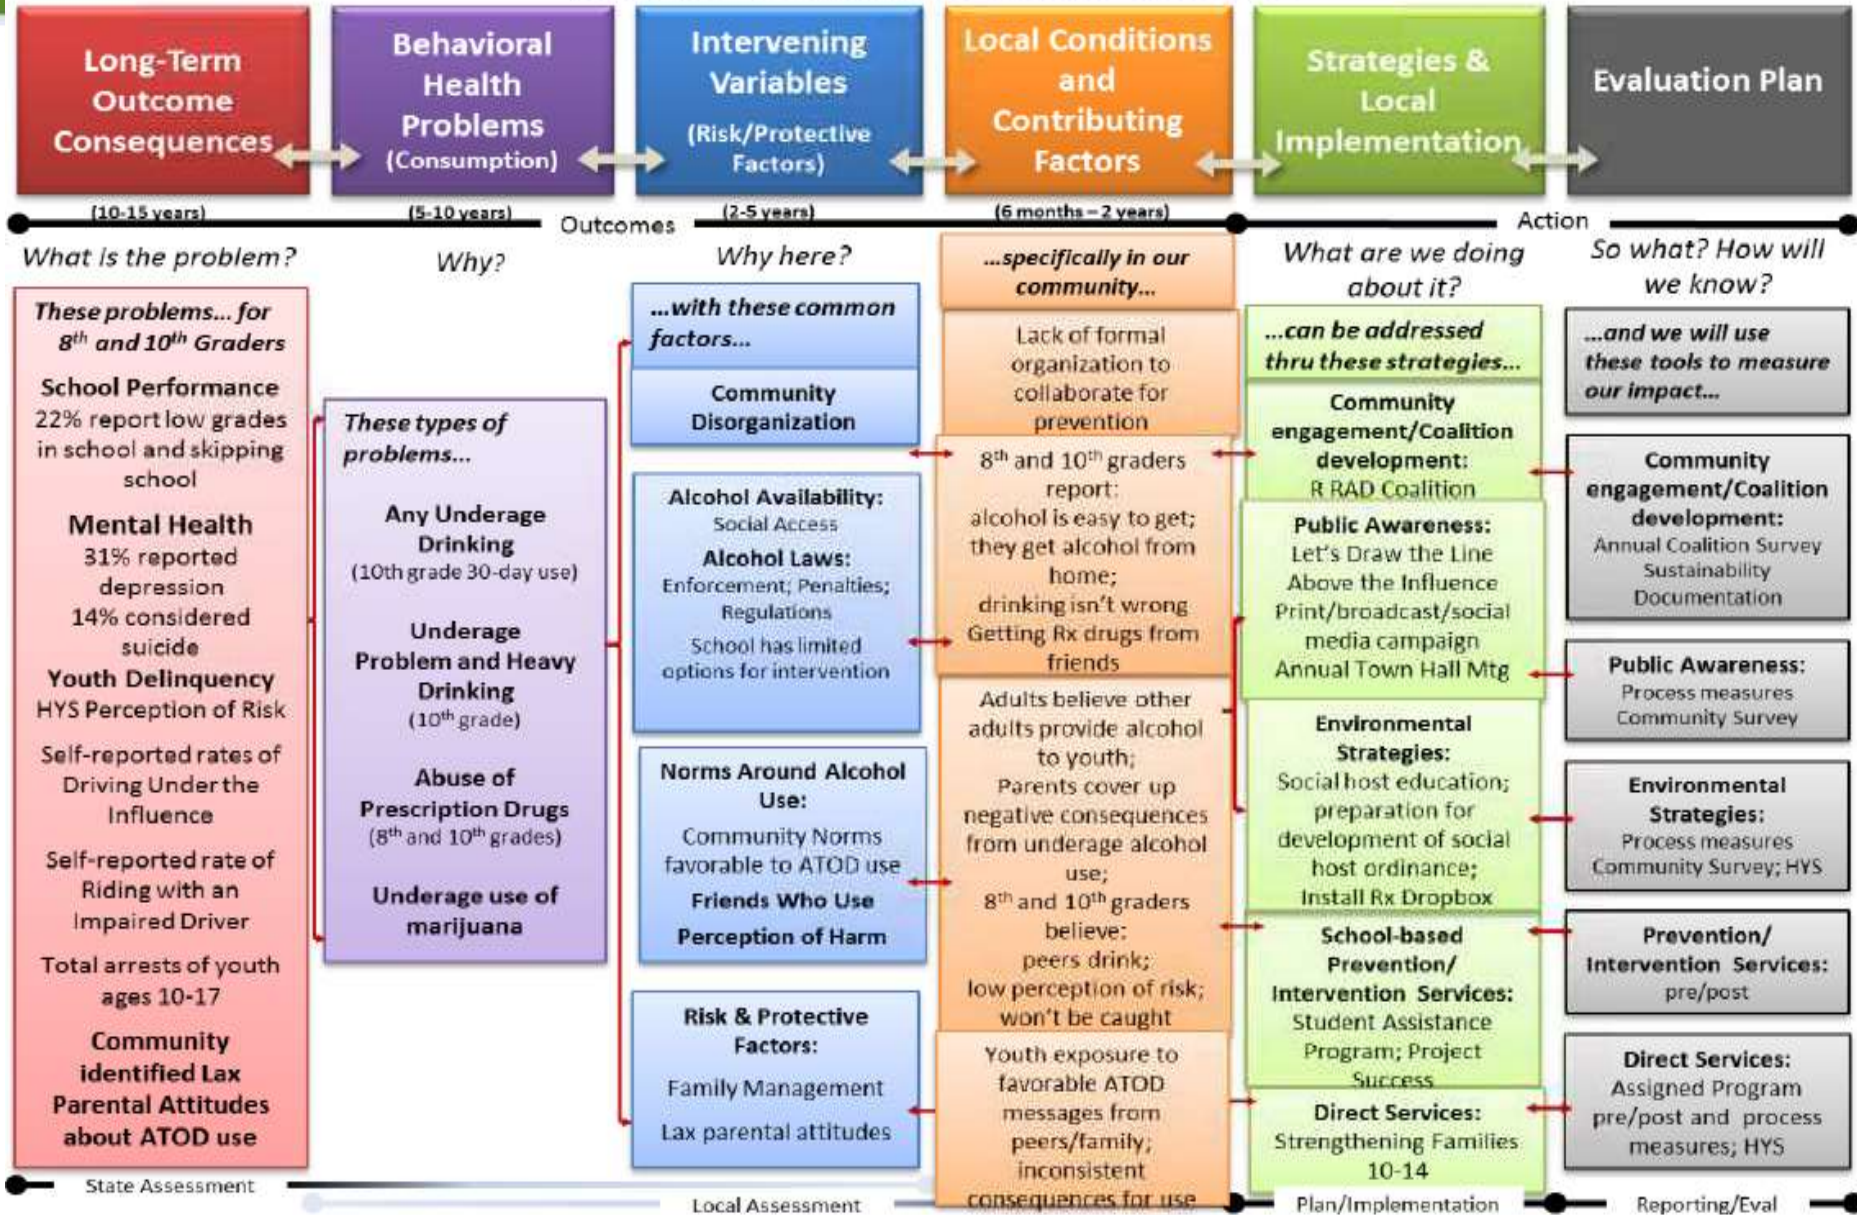 Long-Term
Outcome
Consequences
Behavioral
Health
Problems
(Consumption)
Intervening
Variables
(Risk/Protective
Factors)
Local Conditions
and
Contributing
Factors
Strategies &
Local
Implementation
Evaluation Plan
(10-15 years)
(5-10 years)
(2-5 years)
(6 months – 2 years)
Outcomes
Action
What is the problem?
Why?
Why here?
...specifically in our
community...
What are we doing
about it?
So what? How will
we know?
These problems... for
8th and 10th Graders
School Performance
22% report low grades
in school and skipping
school
Mental Health
31% reported
depression
14% considered
suicide
Youth Delinquency
HYS Perception of Risk
Self-reported rates of
Driving Under the
Influence
Self-reported rate of
Riding with an
Impaired Driver
Total arrests of youth
ages 10-17
Community
identified Lax
Parental Attitudes
about ATOD use
These types of
problems...
Any Underage
Drinking
(10th grade 30-day use)
Underage
Problem and Heavy
Drinking
(10th grade)
Abuse of
Prescription Drugs
(8th and 10th grades)
Underage use of
marijuana
...with these common
factors...
Community
Disorganization
Alcohol Availability:
Social Access
Alcohol Laws:
Enforcement; Penalties;
Regulations
School has limited
options for intervention
Norms Around Alcohol
Use:
Community Norms
favorable to ATOD use
Friends Who Use
Perception of Harm
Risk & Protective
Factors:
Family Management
Lax parental attitudes
Lack of formal
organization to
collaborate for
prevention
8th and 10th graders
report:
alcohol is easy to get;
they get alcohol from
home;
drinking isn't wrong
Getting Rx drugs from
friends
Adults believe other
adults provide alcohol
to youth;
Parents cover up
negative consequences
from underage alcohol
use;
8th and 10th graders
believe:
peers drink;
low perception of risk;
won't be caught
Youth exposure to
favorable ATOD
messages from
peers/family;
inconsistent
consequences for use
...can be addressed
thru these strategies...
Community
engagement/Coalition
development:
R RAD Coalition
Public Awareness:
Let's Draw the Line
Above the Influence
Print/broadcast/social
media campaign
Annual Town Hall Mtg
Environmental
Strategies:
Social host education;
preparation for
development of social
host ordinance;
Install Rx Dropbox
School-based
Prevention/
Intervention Services:
Student Assistance
Program; Project
Success
Direct Services:
Strengthening Families
10-14
...and we will use
these tools to measure
our impact...
Community
engagement/Coalition
development:
Annual Coalition Survey
Sustainability
Documentation
Public Awareness:
Process measures
Community Survey
Environmental
Strategies:
Process measures
Community Survey; HYS
Prevention/
Intervention Services:
pre/post
Direct Services:
Assigned Program
pre/post and process
measures; HYS
State Assessment
Local Assessment
Plan/Implementation
Reporting/Eval